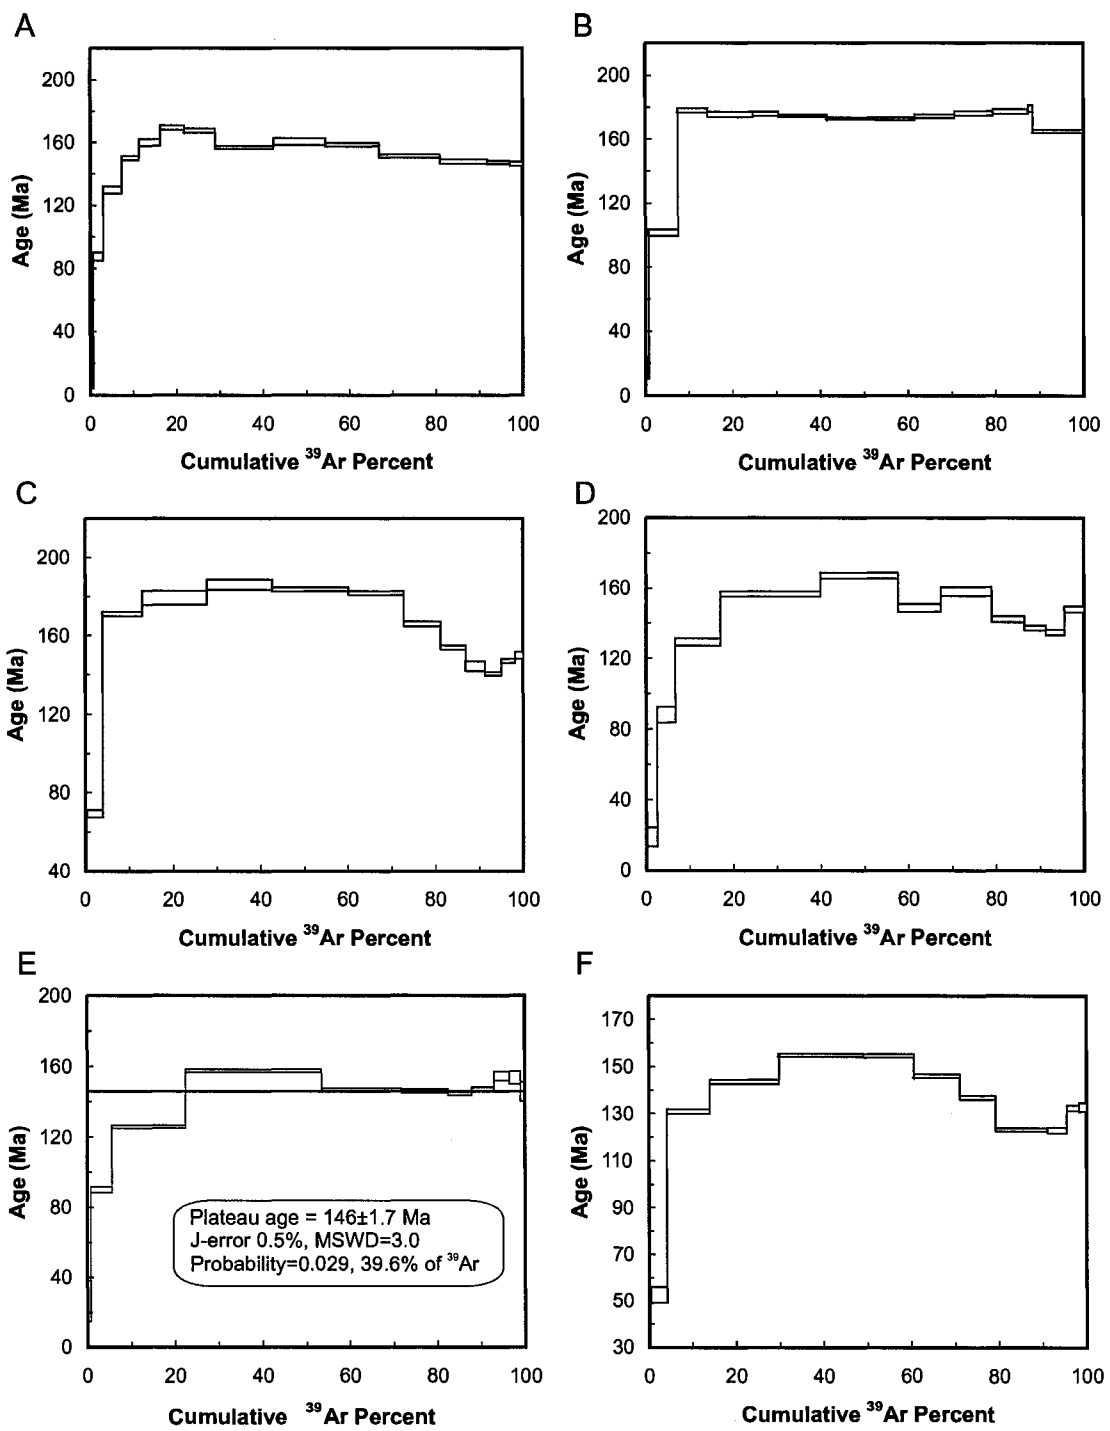 A
B
200
160
120
80
40
0
Age (Ma)
0 20 40 60 80 100
Cumulative ³⁹Ar Percent
200
160
120
80
40
0
Age (Ma)
0 20 40 60 80 100
Cumulative ³⁹Ar Percent
C
D
200
160
120
80
40
Age (Ma)
0 20 40 60 80 100
Cumulative ³⁹Ar Percent
200
160
120
80
40
0
Age (Ma)
0 20 40 60 80 100
Cumulative ³⁹Ar Percent
E
F
200
160
120
80
40
0
Age (Ma)
Plateau age = 146±1.7 Ma
J-error 0.5%, MSWD=3.0
Probability=0.029, 39.6% of ³⁹Ar
0 20 40 60 80 100
Cumulative ³⁹Ar Percent
170
150
130
110
90
70
50
30
Age (Ma)
0 20 40 60 80 100
Cumulative ³⁹Ar Percent